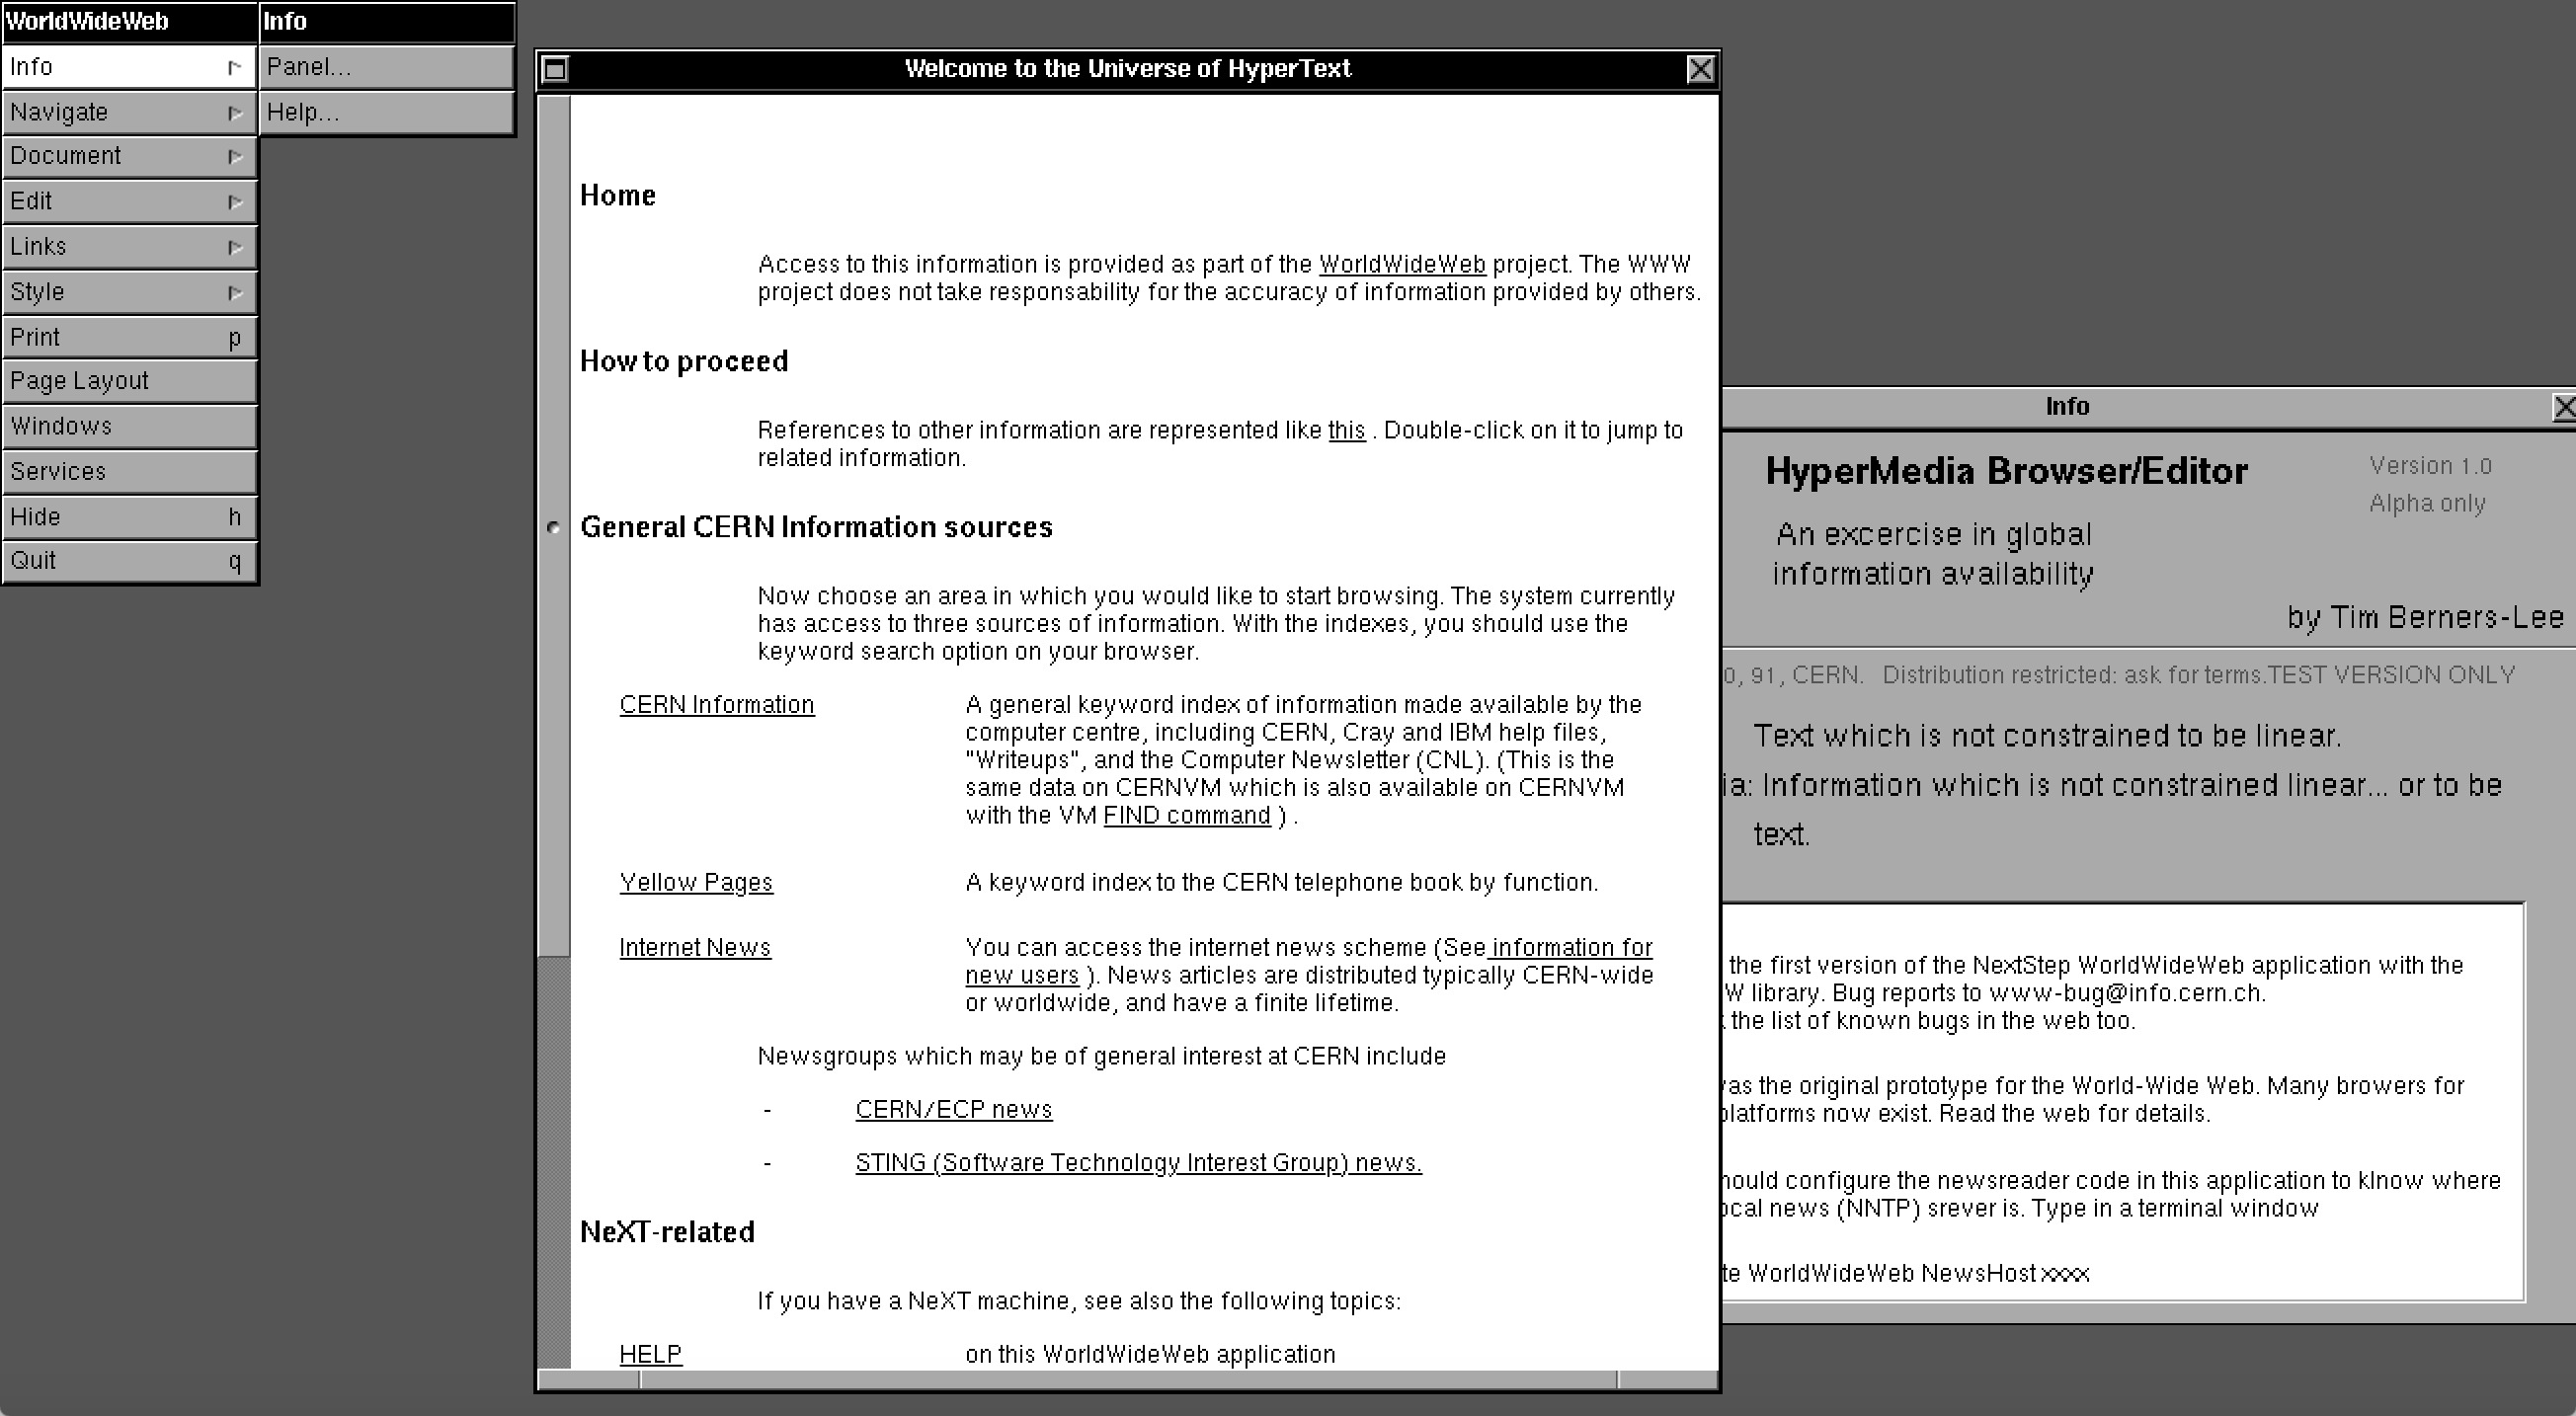 WorldWideWeb
Info
Navigate
Document
Edit
Links
Style
Print p
Page Layout
Windows
Services
Hide h
Quit q
Info
Panel...
Help...
Welcome to the Universe of HyperText
Home
Access to this information is provided as part of the WorldWideWeb project. The WWW
project does not take responsability for the accuracy of information provided by others.
How to proceed
References to other information are represented like this . Double-click on it to jump to
related information.
General CERN Information sources
Now choose an area in which you would like to start browsing. The system currently
has access to three sources of information. With the indexes, you should use the
keyword search option on your browser.
CERN Information A general keyword index of information made available by the
computer centre, including CERN, Cray and IBM help files,
"Writeups", and the Computer Newsletter (CNL). (This is the
same data on CERNVM which is also available on CERNVM
with the VM FIND command ) .
Yellow Pages A keyword index to the CERN telephone book by function.
Internet News You can access the internet news scheme (See information for
new users ). News articles are distributed typically CERN-wide
or worldwide, and have a finite lifetime.
Newsgroups which may be of general interest at CERN include
- CERN/ECP news
- STING (Software Technology Interest Group) news.
NeXT-related
If you have a NeXT machine, see also the following topics:
HELP on this WorldWideWeb application
Info
HyperMedia Browser/Editor
Version 1.0
Alpha only
An excercise in global
information availability
by Tim Berners-Lee
0, 91, CERN. Distribution restricted: ask for terms.TEST VERSION ONLY
Text which is not constrained to be linear.
ia: Information which is not constrained linear... or to be
text.
the first version of the NextStep WorldWideWeb application with the
W library. Bug reports to www-bug@info.cern.ch.
the list of known bugs in the web too.
as the original prototype for the World-Wide Web. Many browers for
platforms now exist. Read the web for details.
hould configure the newsreader code in this application to klnow where
ocal news (NNTP) srever is. Type in a terminal window
te WorldWideWeb NewsHost xxxx